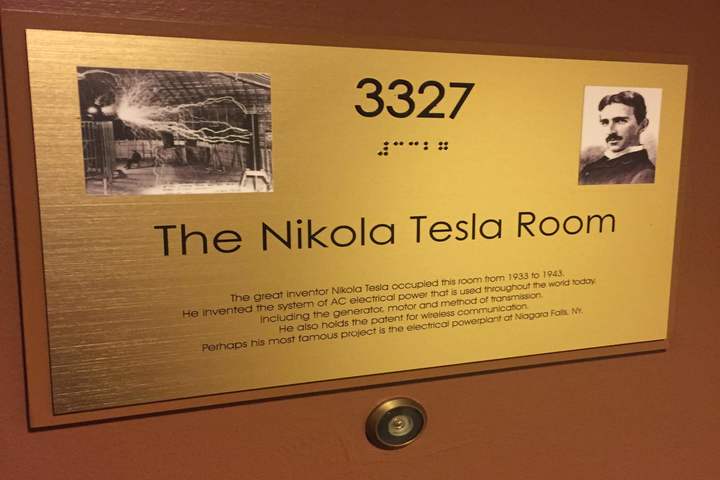 3327
⠼⠉⠉⠃⠛
The Nikola Tesla Room
The great inventor Nikola Tesla occupied this room from 1933 to 1943.
He invented the system of AC electrical power that is used throughout the world today.
including the generator, motor and method of transmission.
He also holds the patent for wireless communication.
Perhaps his most famous project is the electrical powerplant at Niagara Falls, NY.